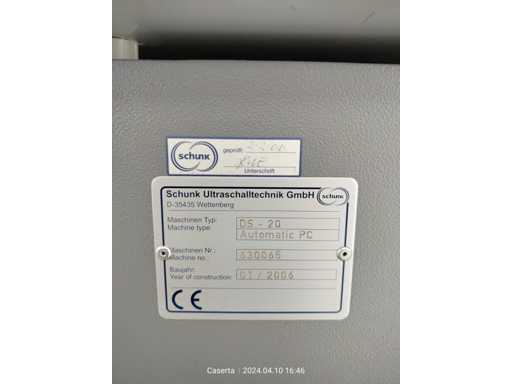 schunk
geprüft:
Unterschrift
Schunk Ultraschalltechnik GmbH
schunk
D-35435 Wettenberg
Maschinen Typ:
Machine type:
DS - 20
Automatic PC
Maschinen Nr.:
Machine no.:
630065
Baujahr:
Year of construction:
01 / 2006
CE
Caserta | 2024.04.10 16:46